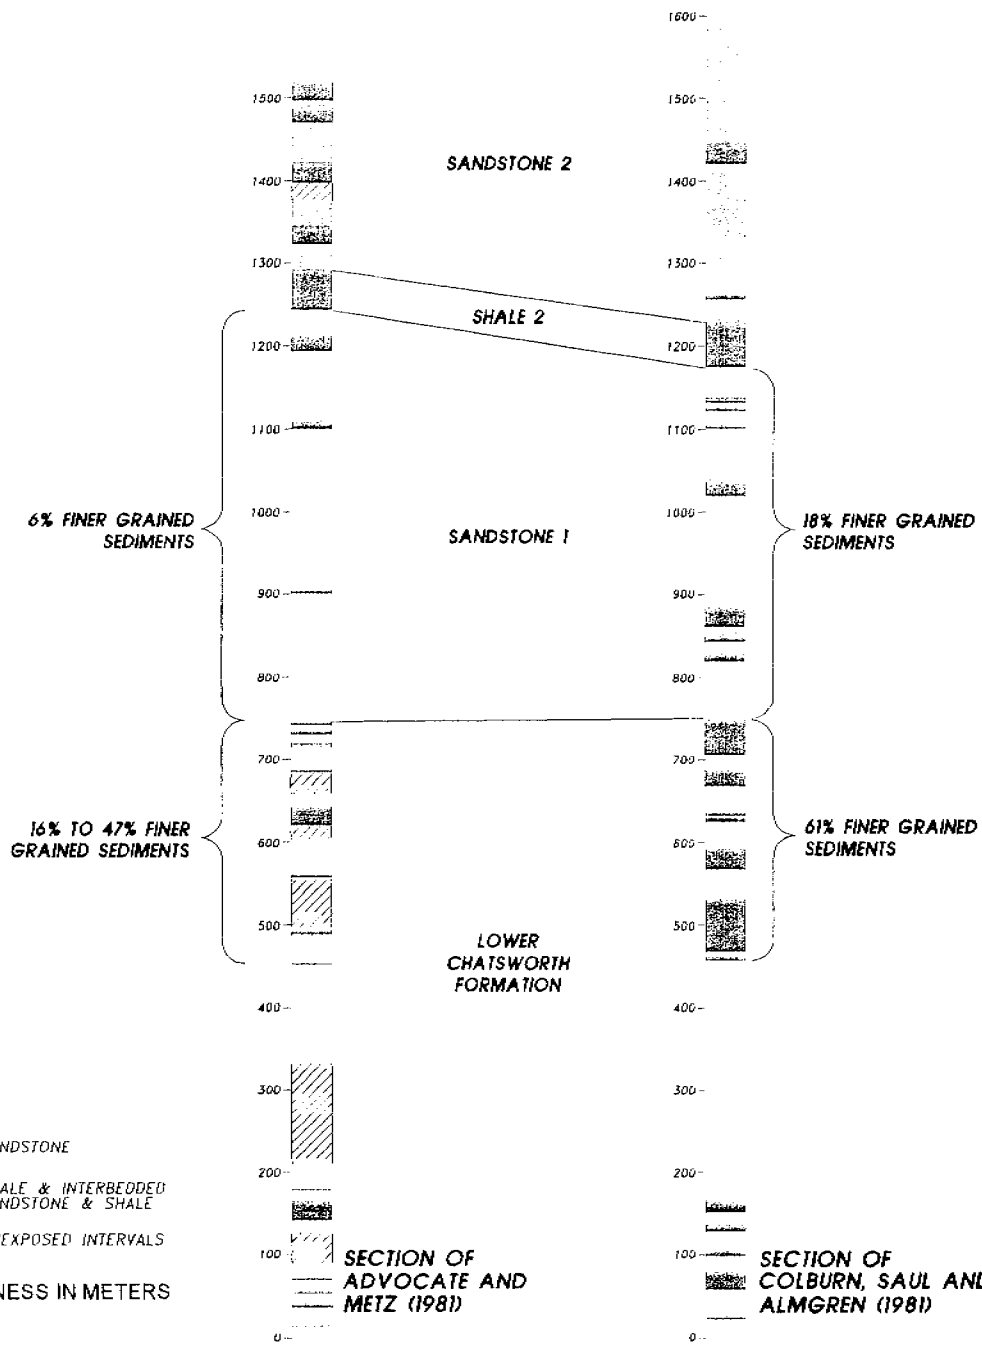 1600
1500
1400
1300
1200
1100
1000
900
800
700
600
500
400
300
200
100
0
1500
1400
1300
1200
1100
1000
900
800
700
600
500
400
300
200
100
0
SANDSTONE 2
SHALE 2
6% FINER GRAINED
SEDIMENTS
SANDSTONE 1
18% FINER GRAINED
SEDIMENTS
16% TO 47% FINER
GRAINED SEDIMENTS
61% FINER GRAINED
SEDIMENTS
LOWER
CHATSWORTH
FORMATION
NDSTONE
ALE & INTERBEDDED
NDSTONE & SHALE
EXPOSED INTERVALS
NESS IN METERS
SECTION OF
ADVOCATE AND
METZ (1981)
SECTION OF
COLBURN, SAUL AND
ALMGREN (1981)